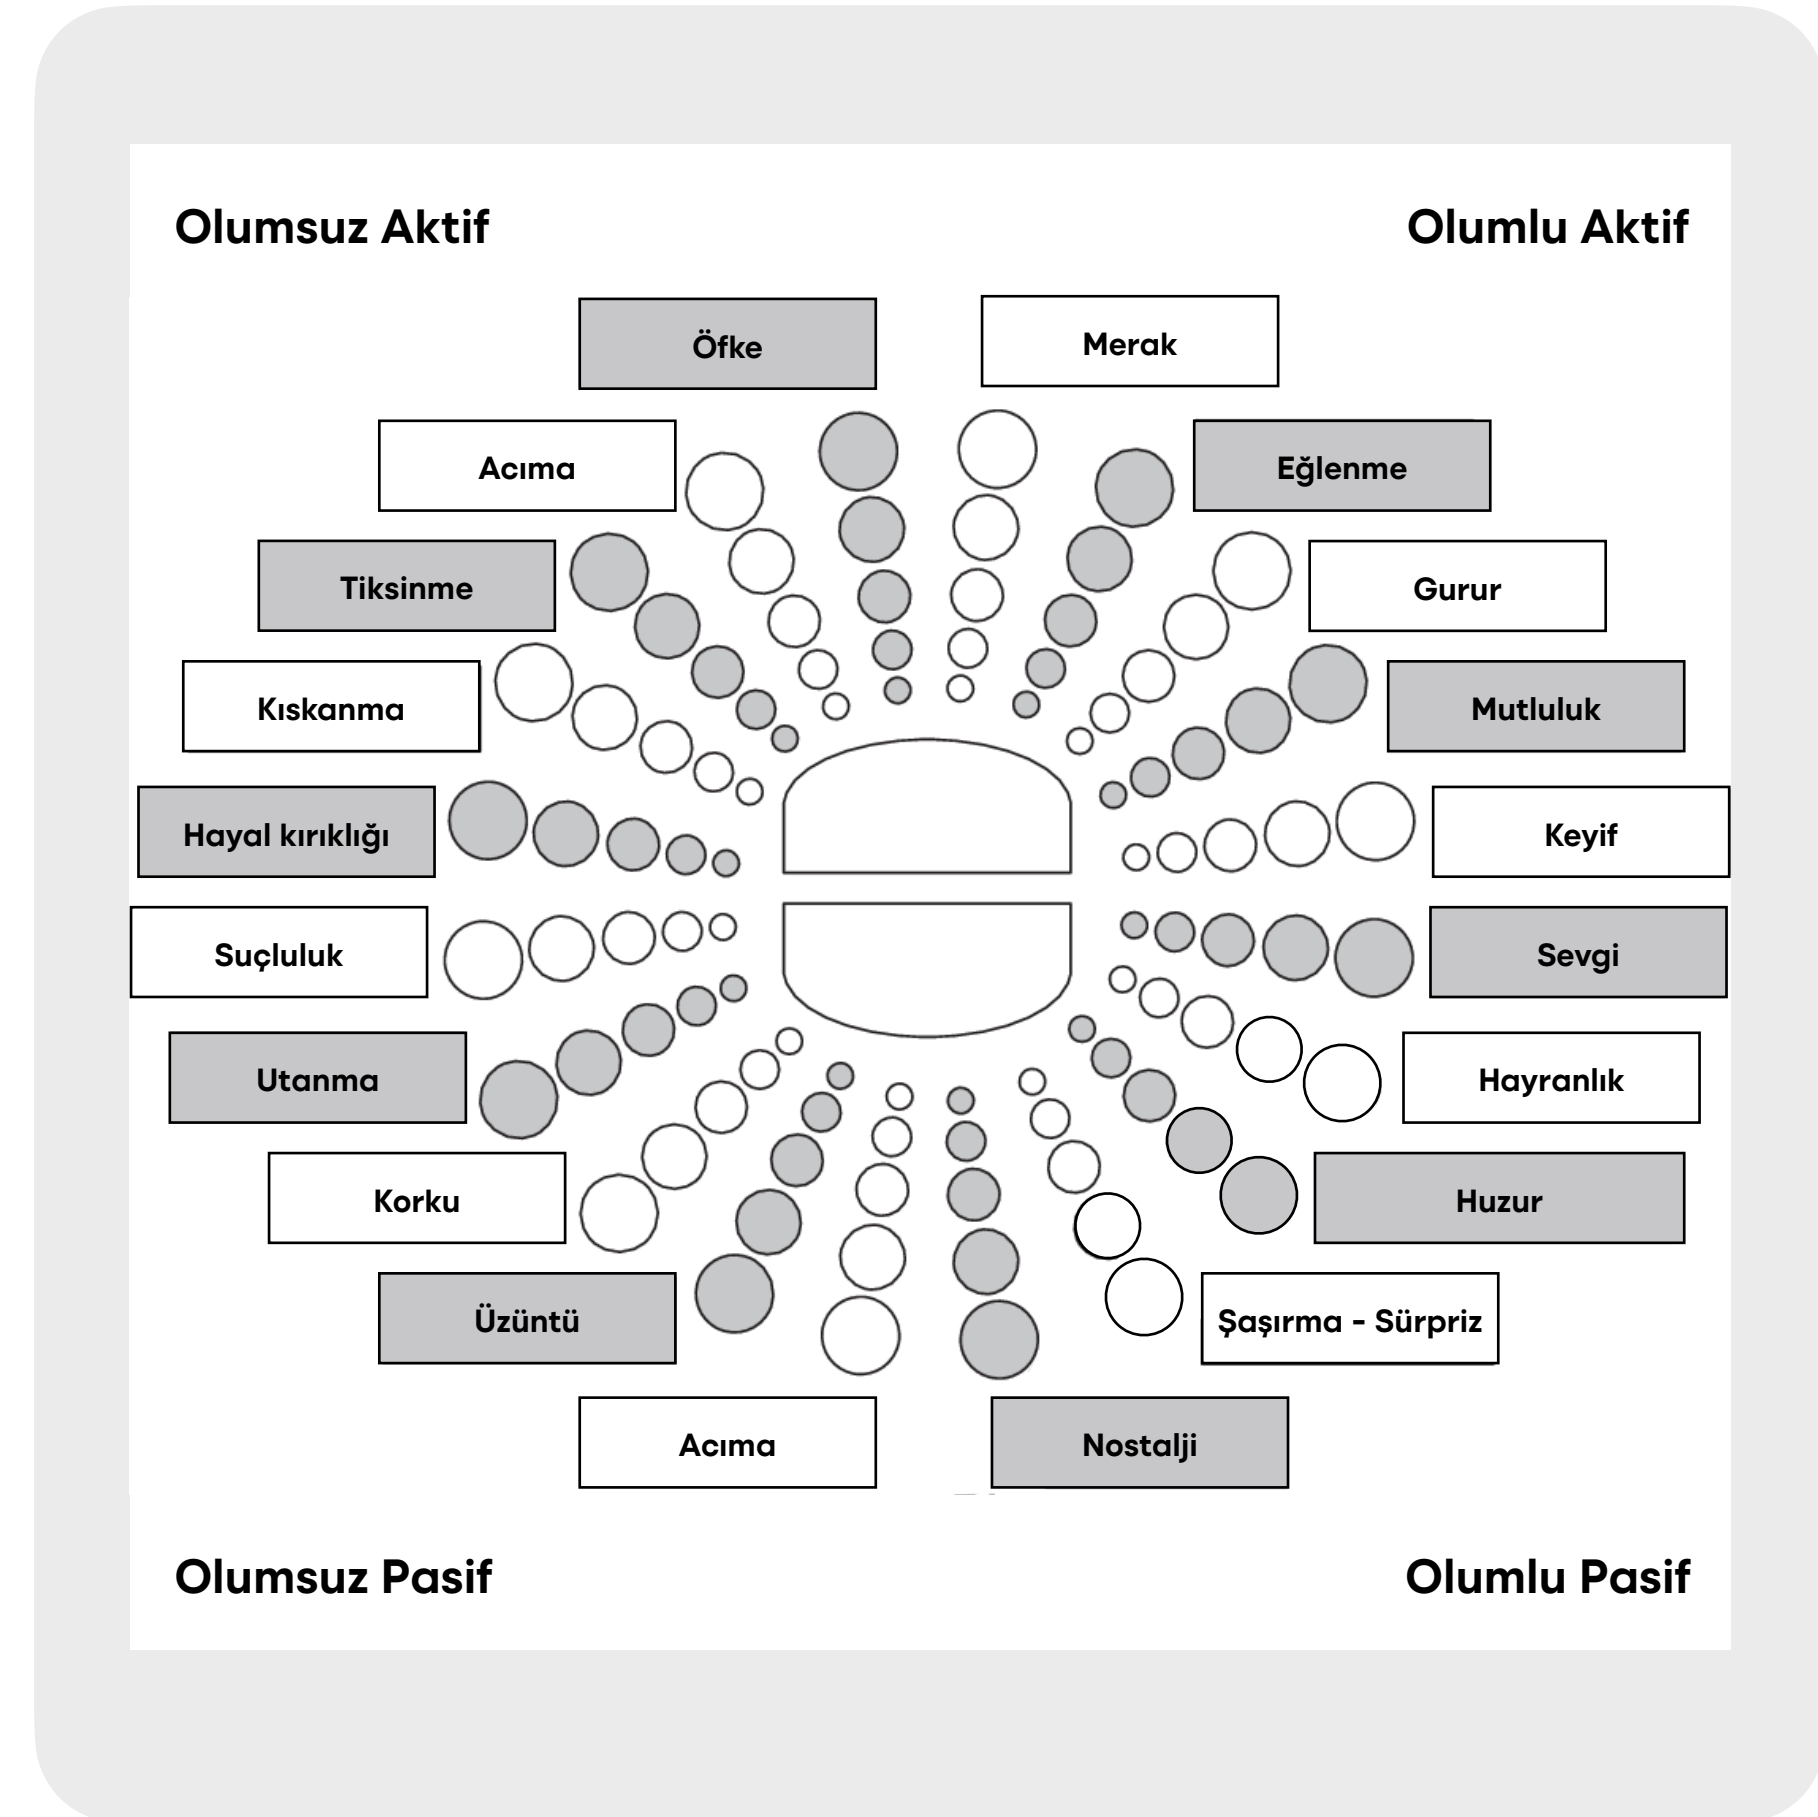 Olumsuz Aktif
Olumlu Aktif
Öfke
Merak
Acıma
Eğlenme
Tiksinme
Gurur
Kıskanma
Mutluluk
Hayal kırıklığı
Keyif
Suçluluk
Sevgi
Utanma
Hayranlık
Korku
Huzur
Üzüntü
Şaşırma - Sürpriz
Acıma
Nostalji
Olumsuz Pasif
Olumlu Pasif